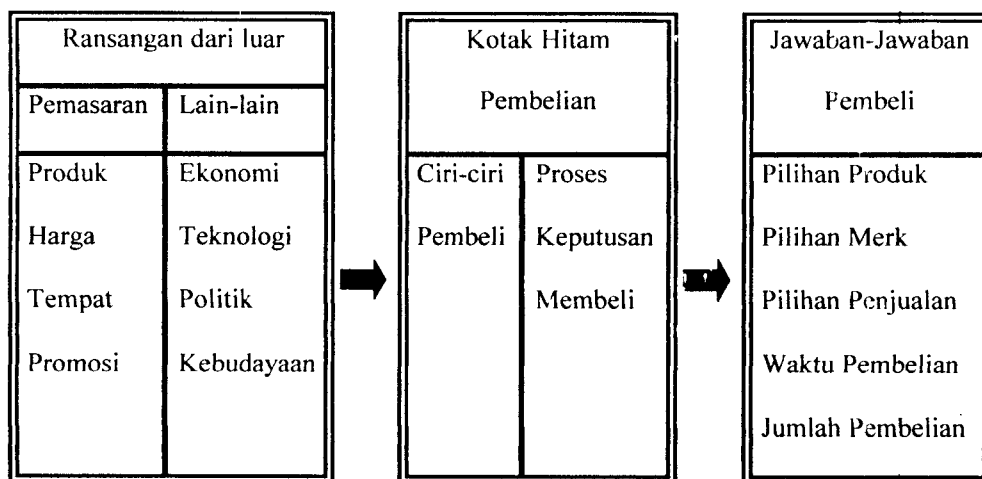 Ransangan dari luar
Pemasaran Lain-lain
Produk Ekonomi
Harga Teknologi
Tempat Politik
Promosi Kebudayaan
Kotak Hitam
Pembelian
Ciri-ciri Proses
Pembeli Keputusan
Membeli
Jawaban-Jawaban
Pembeli
Pilihan Produk
Pilihan Merk
Pilihan Penjualan
Waktu Pembelian
Jumlah Pembelian